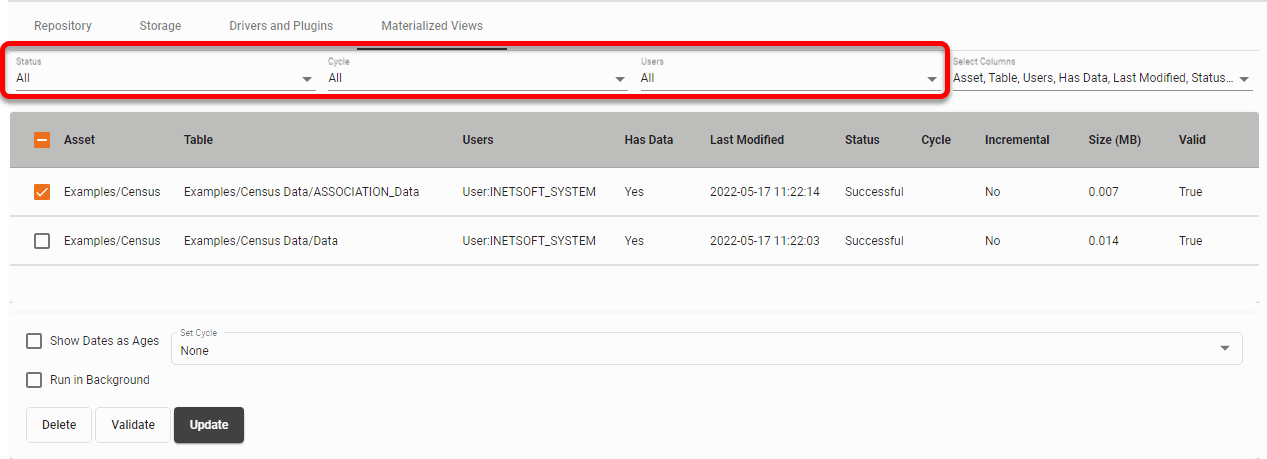 Repository Storage Drivers and Plugins Materialized Views
Status Cycle Users Select Columns
All All All Asset, Table, Users, Has Data, Last Modified, Status...
Asset Table Users Has Data Last Modified Status Cycle Incremental Size (MB) Valid
Examples/Census Examples/Census Data/ASSOCIATION_Data User:INETSOFT_SYSTEM Yes 2022-05-17 11:22:14 Successful No 0.007 True
Examples/Census Examples/Census Data/Data User:INETSOFT_SYSTEM Yes 2022-05-17 11:22:03 Successful No 0.014 True
Set Cycle
Show Dates as Ages None
Run in Background
Delete Validate Update